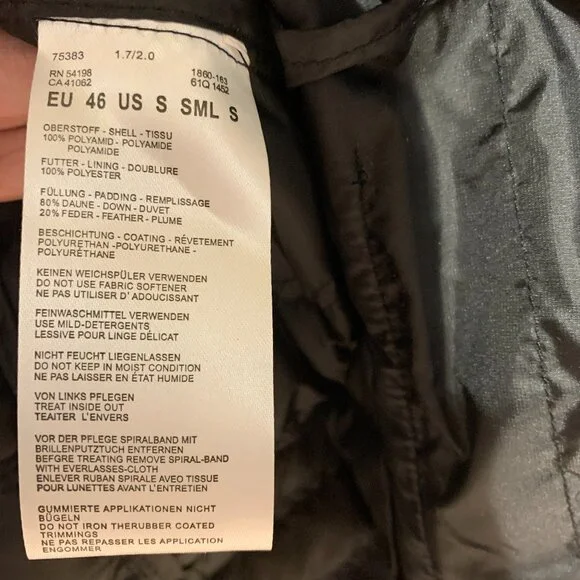 75383 1.7/2.0
RN 54198 1860-163
CA 41062 61Q 1452
EU 46 US S SML S
OBERSTOFF - SHELL - TISSU
100% POLYAMID - POLYAMIDE
POLYAMIDE
FUTTER - LINING - DOUBLURE
100% POLYESTER
FÜLLUNG - PADDING - REMPLISSAGE
80% DAUNE - DOWN - DUVET
20% FEDER - FEATHER - PLUME
BESCHICHTUNG - COATING - RÉVETEMENT
POLYURETHAN -POLYURETHANE -
POLYURÉTHANE
KEINEN WEICHSPÜLER VERWENDEN
DO NOT USE FABRIC SOFTENER
NE PAS UTILISER D' ADOUCISSANT
FEINWASCHMITTEL VERWENDEN
USE MILD-DETERGENTS
LESSIVE POUR LINGE DÉLICAT
NICHT FEUCHT LIEGENLASSEN
DO NOT KEEP IN MOIST CONDITION
NE PAS LAISSER EN ÉTAT HUMIDE
VON LINKS PFLEGEN
TREAT INSIDE OUT
TEAITER L'ENVERS
VOR DER PFLEGE SPIRALBAND MIT
BRILLENPUTZTUCH ENTFERNEN
BEFGRE TREATING REMOVE SPIRAL-BAND
WITH EVERLASSES-CLOTH
ENLEVER RUBAN SPIRALE AVEO TISSUE
POUR LUNETTES AVANT L'ENTRETIEN
GUMMIERTE APPLIKATIONEN NICHT
BÜGELN
DO NOT IRON THERUBBER COATED
TRIMMINGS
NE PAS REPASSER LES APPLICATION
ENGOMMER